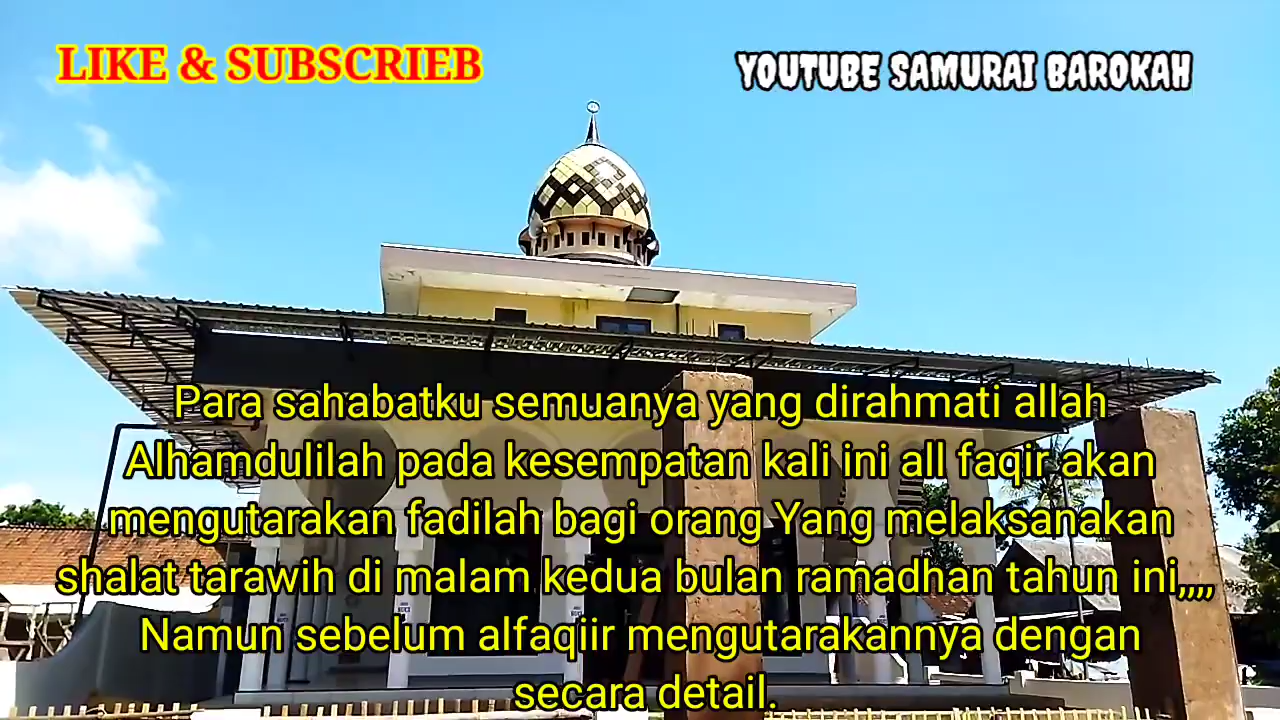 LIKE & SUBSCRIEB
YOUTUBE SAMURAI BAROKAH
Para sahabatku semuanya yang dirahmati allah
Alhamdulilah pada kesempatan kali ini all faqir akan
mengutarakan fadilah bagi orang Yang melaksanakan
shalat tarawih di malam kedua bulan ramadhan tahun ini,,,,
Namun sebelum alfaqiir mengutarakannya dengan
secara detail.